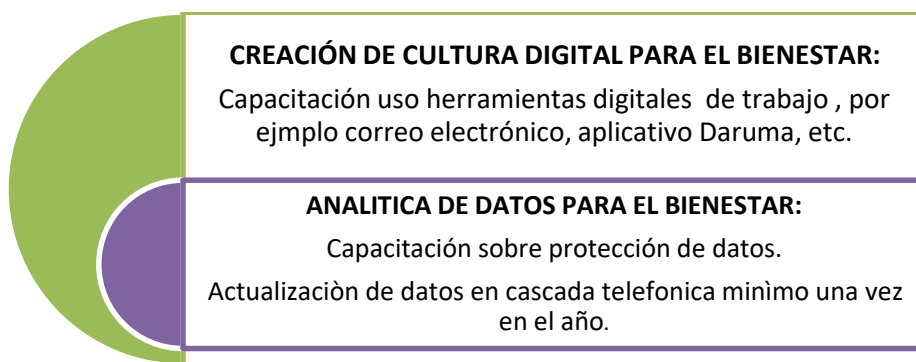 CREACIÓN DE CULTURA DIGITAL PARA EL BIENESTAR:
Capacitación uso herramientas digitales  de trabajo , por
ejmplo correo electrónico, aplicativo Daruma, etc.
ANALITICA DE DATOS PARA EL BIENESTAR:
Capacitación sobre protección de datos.
Actualizaciòn de datos en cascada telefonica minìmo una vez
en el año.